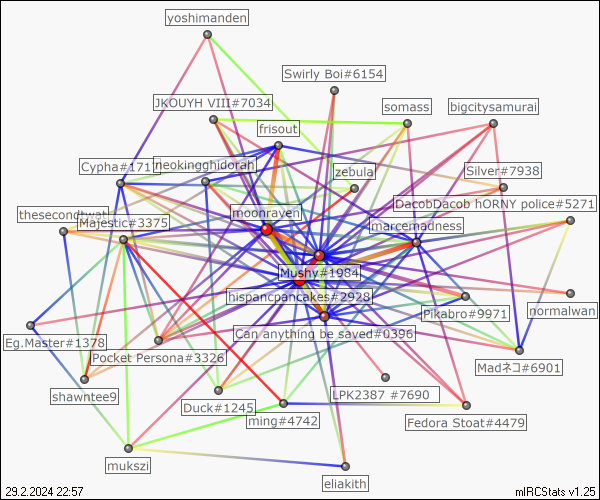 yoshimanden
Swirly Boi#6154
JKOUYH VIII#7034
somass
bigcitysamurai
frisout
Cypha#171
neokingghidorah
zebular
Silver#7938
DacobDacob hORNY police#5271
thesecondtwat
Majestic#3375
moonraven
marcemadness
Mushy#1984
hispancpancakes#2928
Pikabro#9971
normalwan
Can anything be saved#0396
Eg.Master#1378
Pocket Persona#3326
Madネコ#6901
shawntee9
Duck#1245
LPK2387 #7690
ming#4742
Fedora Stoat#4479
mukszi
eliakith
29.2.2024 22:57
mIRCStats v1.25